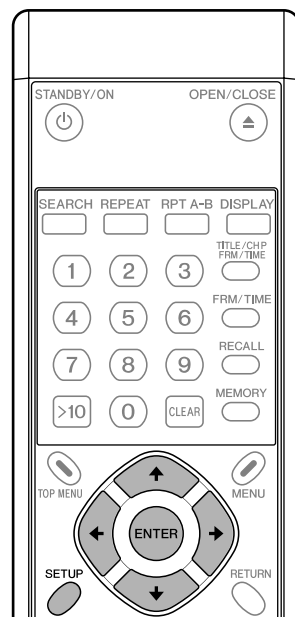 STANDBY/ON OPEN/CLOSE
SEARCH REPEAT RPT A-B DISPLAY
TITLE/CHP
FRM/TIME
1 2 3
FRM/TIME
4 5 6
RECALL
7 8 9
MEMORY
>10 0 CLEAR
TOP MENU MENU
ENTER
SETUP RETURN